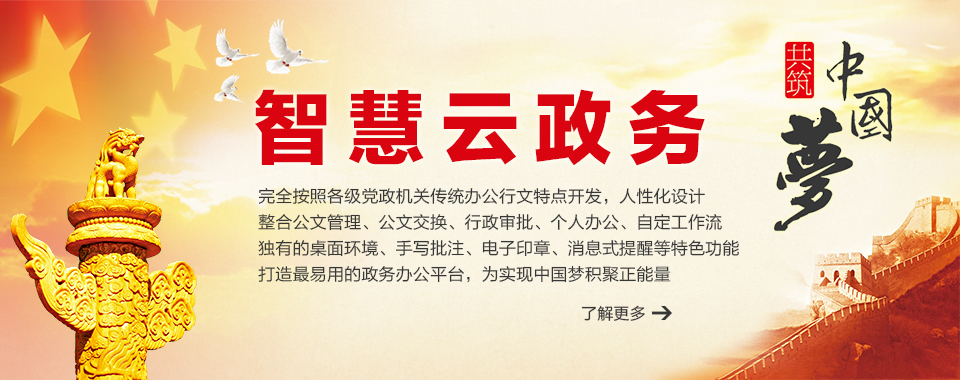 智慧云政务
完全按照各级党政机关传统办公行文特点开发，人性化设计
整合公文管理、公文交换、行政审批、个人办公、自定工作流
独有的桌面环境、手写批注、电子印章、消息式提醒等特色功能
打造最易用的政务办公平台，为实现中国梦积聚正能量
了解更多
共筑
中國夢